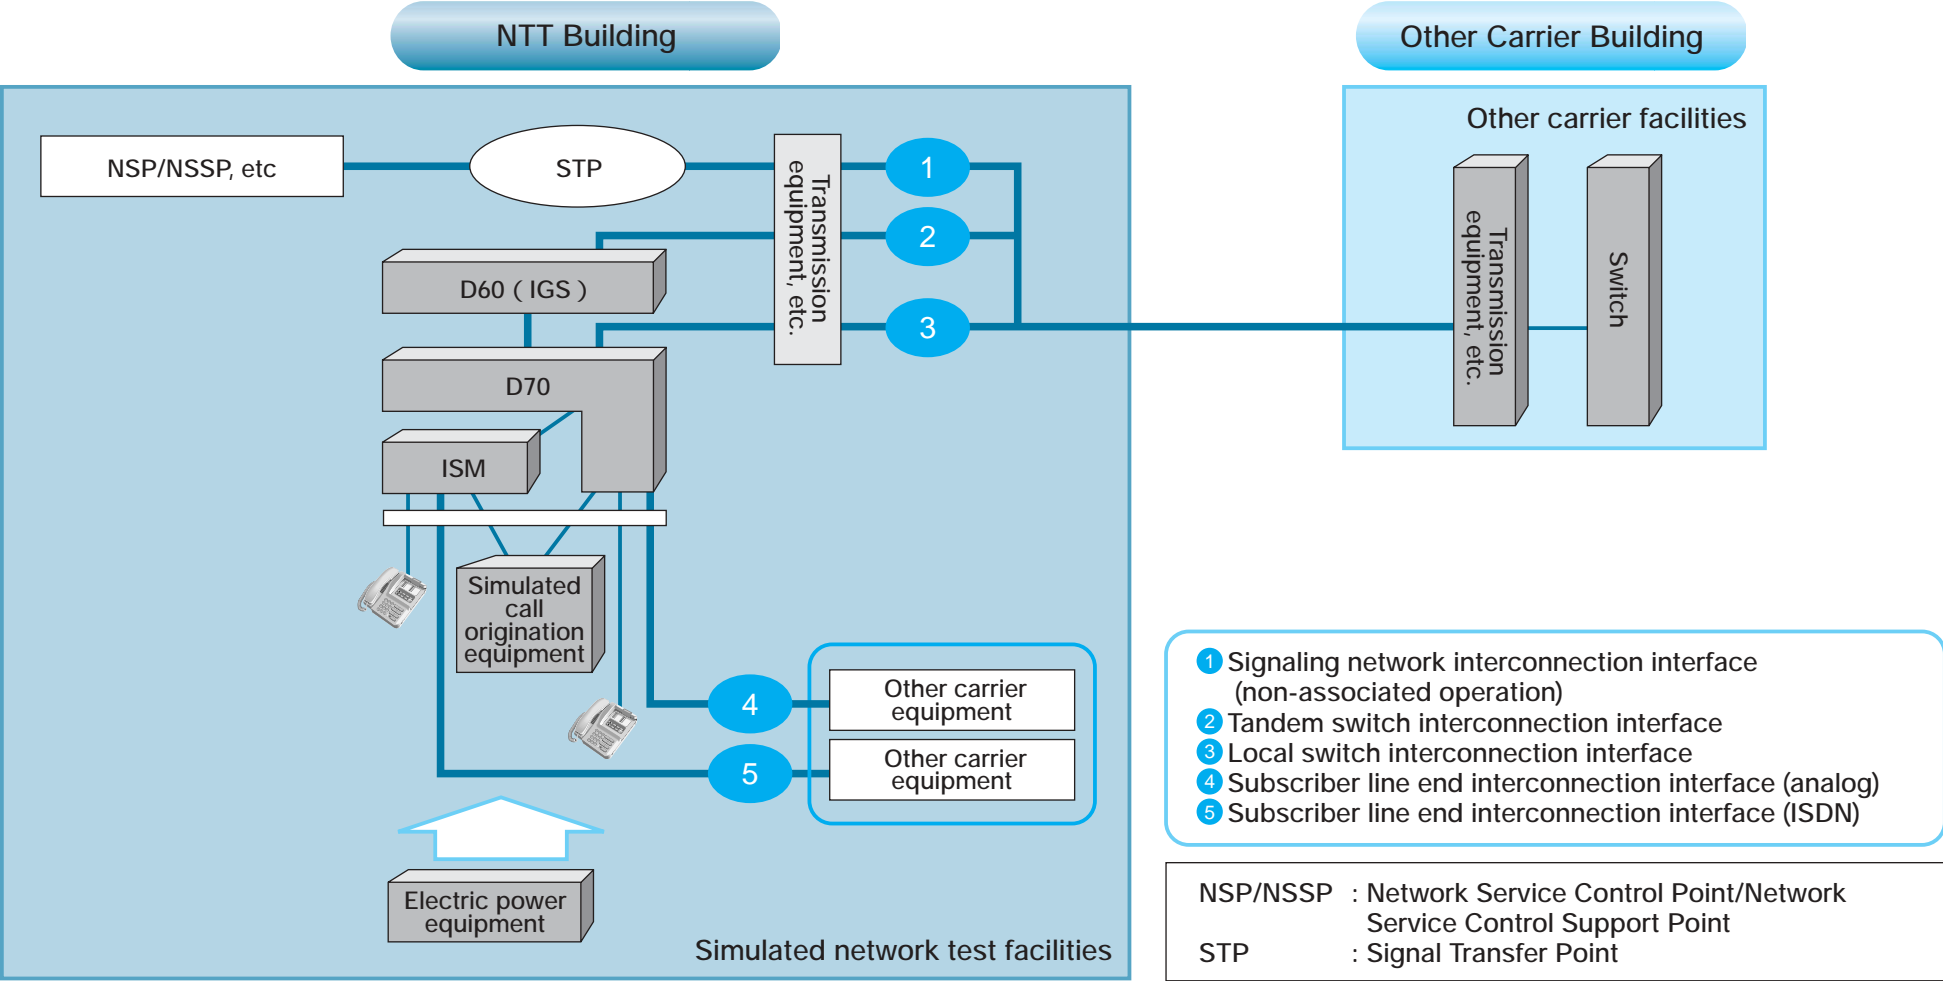 NTT Building
Other Carrier Building
Other carrier facilities
NSP/NSSP, etc
STP
Transmission
equipment, etc.
1
2
3
D60 ( IGS )
D70
ISM
Transmission
equipment, etc.
Switch
Simulated
call
origination
equipment
4
Other carrier
equipment
5
Other carrier
equipment
Electric power
equipment
Simulated network test facilities
1 Signaling network interconnection interface
(non-associated operation)
2 Tandem switch interconnection interface
3 Local switch interconnection interface
4 Subscriber line end interconnection interface (analog)
5 Subscriber line end interconnection interface (ISDN)
NSP/NSSP : Network Service Control Point/Network
Service Control Support Point
STP : Signal Transfer Point